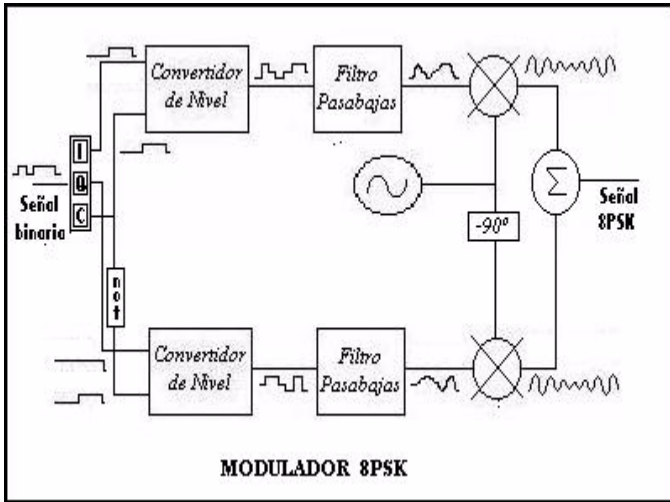 Convertidor
de Nivel
Filtro
Pasabajas
I
Q
C
Señal
binaria
Σ
Señal
8PSK
-90º
not
Convertidor
de Nivel
Filtro
Pasabajas
MODULADOR 8PSK